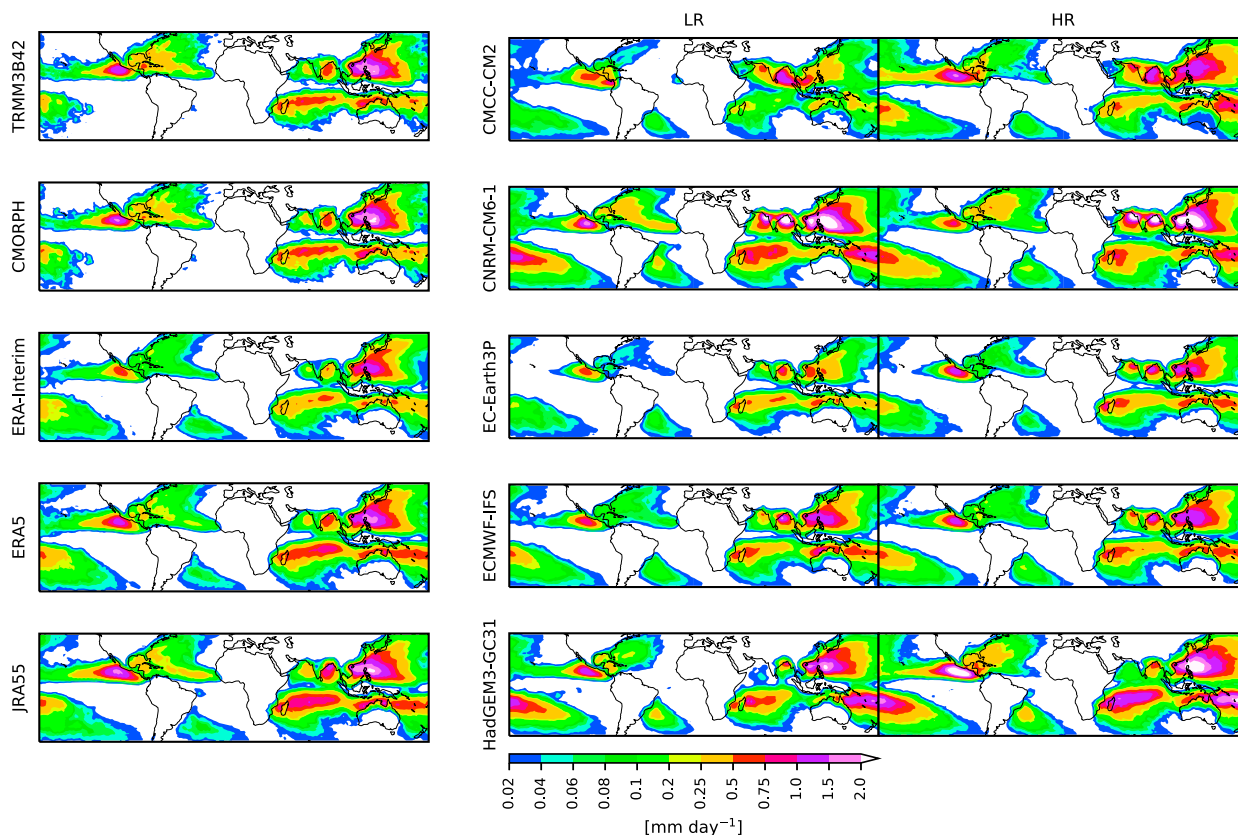 LR
HR
TRMM3B42
CMORPH
ERA-Interim
ERA5
JRA55
CMCC-CM2
CNRM-CM6-1
EC-Earth3P
ECMWF-IFS
HadGEM3-GC31
0.02 0.04 0.06 0.08 0.1 0.2 0.25 0.5 0.75 1.0 1.5 2.0
[mm day−1]